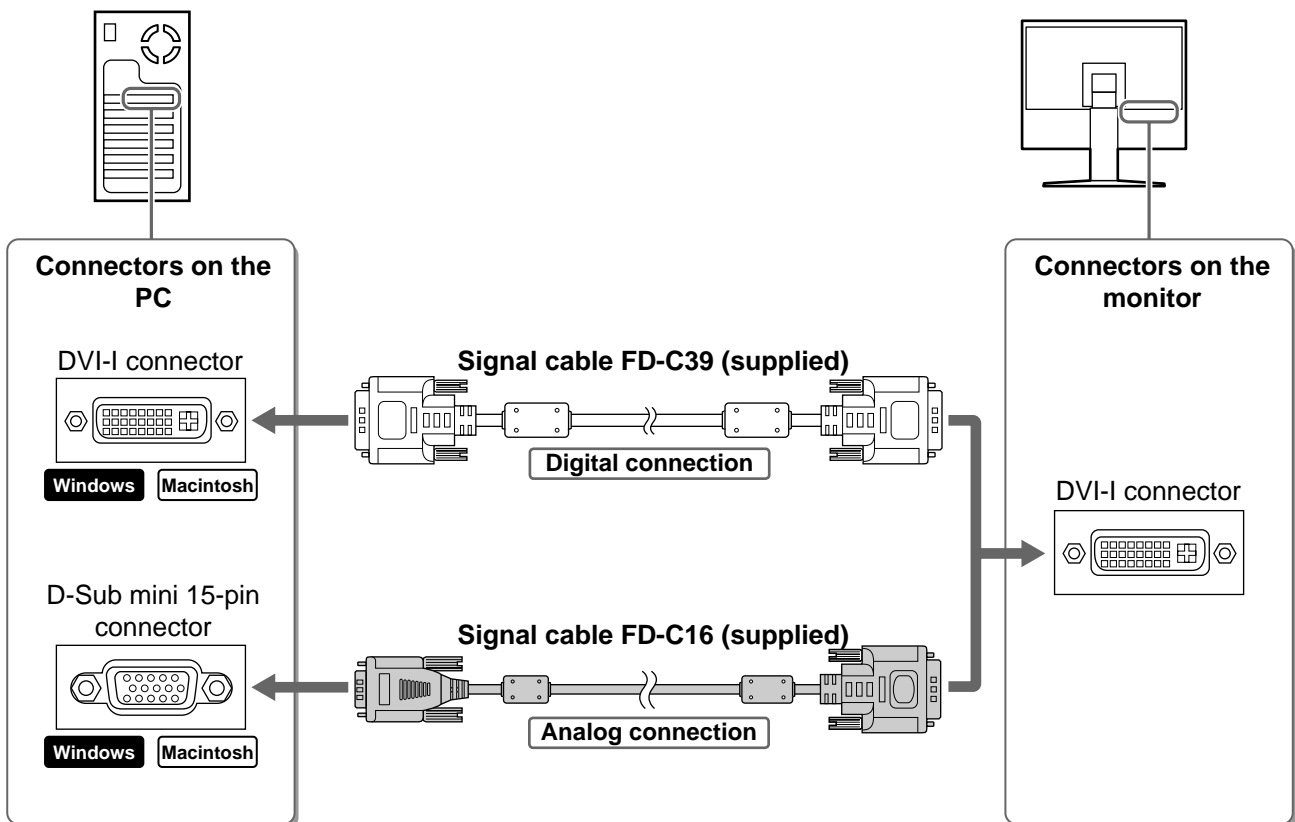 Connectors on the
PC
DVI-I connector
Windows Macintosh
D-Sub mini 15-pin
connector
Windows Macintosh
Signal cable FD-C39 (supplied)
Digital connection
Signal cable FD-C16 (supplied)
Analog connection
Connectors on the
monitor
DVI-I connector